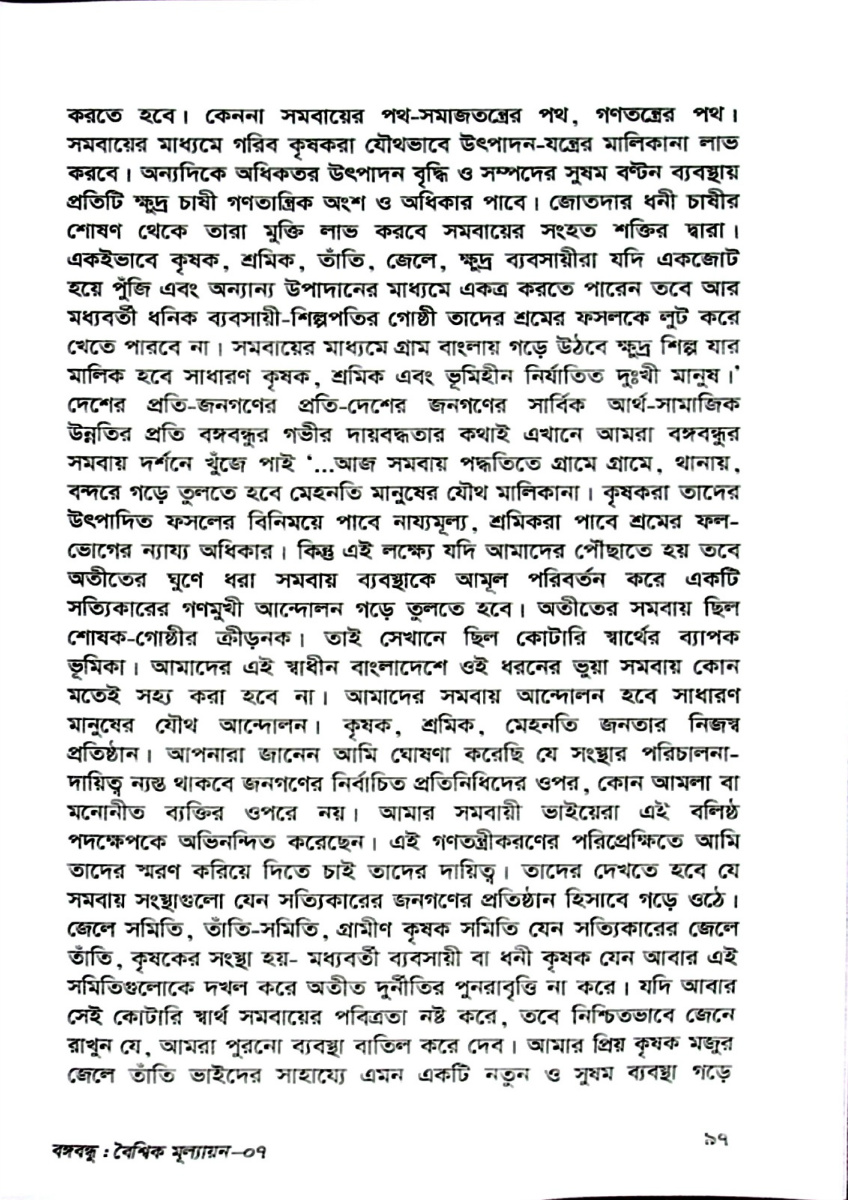 করতে হবে। কেননা সমবায়ের পথ-সমাজতন্ত্রের পথ, গণতন্ত্রের পথ।
সমবায়ের মাধ্যমে গরিব কৃষকরা যৌথভাবে উৎপাদন-যন্ত্রের মালিকানা লাভ
করবে। অন্যদিকে অধিকতর উৎপাদন বৃদ্ধি ও সম্পদের সুষম বণ্টন ব্যবস্থায়
প্রতিটি ক্ষুদ্র চাষী গণতান্ত্রিক অংশ ও অধিকার পাবে। জোতদার ধনী চাষীর
শোষণ থেকে তারা মুক্তি লাভ করবে সমবায়ের সংহত শক্তির দ্বারা।
একইভাবে কৃষক, শ্রমিক, তাঁতি, জেলে, ক্ষুদ্র ব্যবসায়ীরা যদি একজোট
হয়ে পুঁজি এবং অন্যান্য উপাদানের মাধ্যমে একত্র করতে পারেন তবে আর
মধ্যবর্তী ধনিক ব্যবসায়ী-শিল্পপতির গোষ্ঠী তাদের শ্রমের ফসলকে লুট করে
খেতে পারবে না। সমবায়ের মাধ্যমে গ্রাম বাংলায় গড়ে উঠবে ক্ষুদ্র শিল্প যার
মালিক হবে সাধারণ কৃষক, শ্রমিক এবং ভূমিহীন নির্যাতিত দুঃখী মানুষ।'
দেশের প্রতি-জনগণের প্রতি-দেশের জনগণের সার্বিক আর্থ-সামাজিক
উন্নতির প্রতি বঙ্গবন্ধুর গভীর দায়বদ্ধতার কথাই এখানে আমরা বঙ্গবন্ধুর
সমবায় দর্শনে খুঁজে পাই '...আজ সমবায় পদ্ধতিতে গ্রামে গ্রামে, থানায়,
বন্দরে গড়ে তুলতে হবে মেহনতি মানুষের যৌথ মালিকানা। কৃষকরা তাদের
উৎপাদিত ফসলের বিনিময়ে পাবে নায্যমূল্য, শ্রমিকরা পাবে শ্রমের ফল-
ভোগের ন্যায্য অধিকার। কিন্তু এই লক্ষ্যে যদি আমাদের পৌঁছাতে হয় তবে
অতীতের ঘুণে ধরা সমবায় ব্যবস্থাকে আমূল পরিবর্তন করে একটি
সত্যিকারের গণমুখী আন্দোলন গড়ে তুলতে হবে। অতীতের সমবায় ছিল
শোষক-গোষ্ঠীর ক্রীড়নক। তাই সেখানে ছিল কোটারি স্বার্থের ব্যাপক
ভূমিকা। আমাদের এই স্বাধীন বাংলাদেশে ওই ধরনের ভুয়া সমবায় কোন
মতেই সহ্য করা হবে না। আমাদের সমবায় আন্দোলন হবে সাধারণ
মানুষের যৌথ আন্দোলন। কৃষক, শ্রমিক, মেহনতি জনতার নিজস্ব
প্রতিষ্ঠান। আপনারা জানেন আমি ঘোষণা করেছি যে সংস্থার পরিচালনা-
দায়িত্ব ন্যস্ত থাকবে জনগণের নির্বাচিত প্রতিনিধিদের ওপর, কোন আমলা বা
মনোনীত ব্যক্তির ওপরে নয়। আমার সমবায়ী ভাইয়েরা এই বলিষ্ঠ
পদক্ষেপকে অভিনন্দিত করেছেন। এই গণতন্ত্রীকরণের পরিপ্রেক্ষিতে আমি
তাদের স্মরণ করিয়ে দিতে চাই তাদের দায়িত্ব। তাদের দেখতে হবে যে
সমবায় সংস্থাগুলো যেন সত্যিকারের জনগণের প্রতিষ্ঠান হিসাবে গড়ে ওঠে।
জেলে সমিতি, তাঁতি-সমিতি, গ্রামীণ কৃষক সমিতি যেন সত্যিকারের জেলে
তাঁতি, কৃষকের সংস্থা হয়- মধ্যবর্তী ব্যবসায়ী বা ধনী কৃষক যেন আবার এই
সমিতিগুলোকে দখল করে অতীত দুর্নীতির পুনরাবৃত্তি না করে। যদি আবার
সেই কোটারি স্বার্থ সমবায়ের পবিত্রতা নষ্ট করে, তবে নিশ্চিতভাবে জেনে
রাখুন যে, আমরা পুরনো ব্যবস্থা বাতিল করে দেব। আমার প্রিয় কৃষক মজুর
জেলে তাঁতি ভাইদের সাহায্যে এমন একটি নতুন ও সুষম ব্যবস্থা গড়ে
বঙ্গবন্ধু : বৈশ্বিক মূল্যায়ন-০৭
৯৭